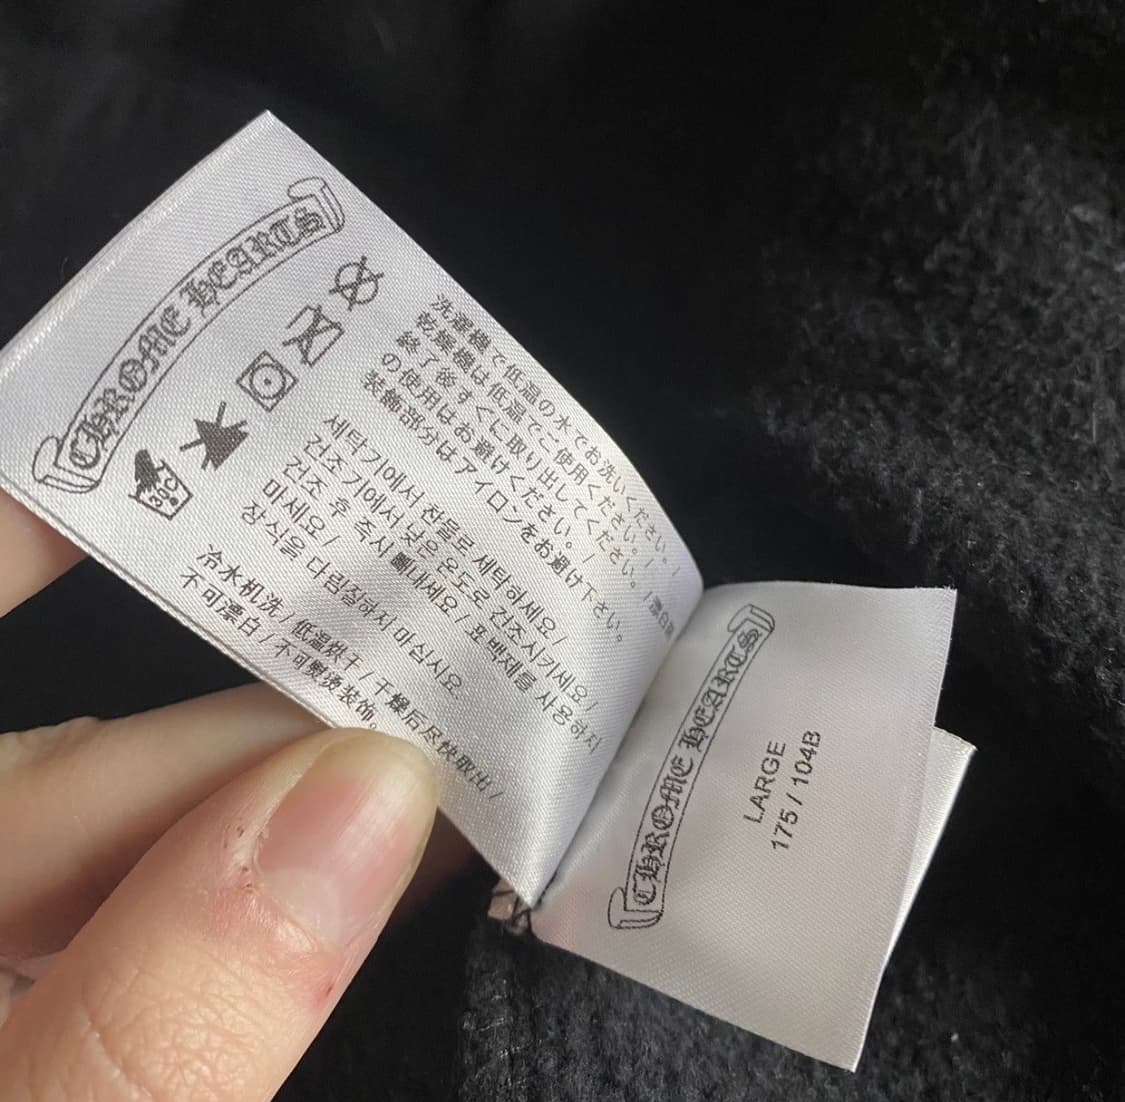 CHROME HEARTS
30C
洗濯機で低温の水でお洗いください。/
乾燥機は低温でご使用ください。/
終了後すぐに取り出してください。/ 漂白剤
の使用はお避けください。/
装飾部分はアイロンをお避け下さい。
세탁기에서 찬물로 세탁하세요/
건조기에서 낮은 온도로 건조시키세요/
건조 후 즉시 꺼내세요/ 표백제를 사용하지
마세요/
장식을 다림질하지 마십시오
冷水机洗/低温烘干/干燥后尽快取出/
不可漂白/不可熨烫装饰。
CHROME HEARTS
LARGE
175 / 104B